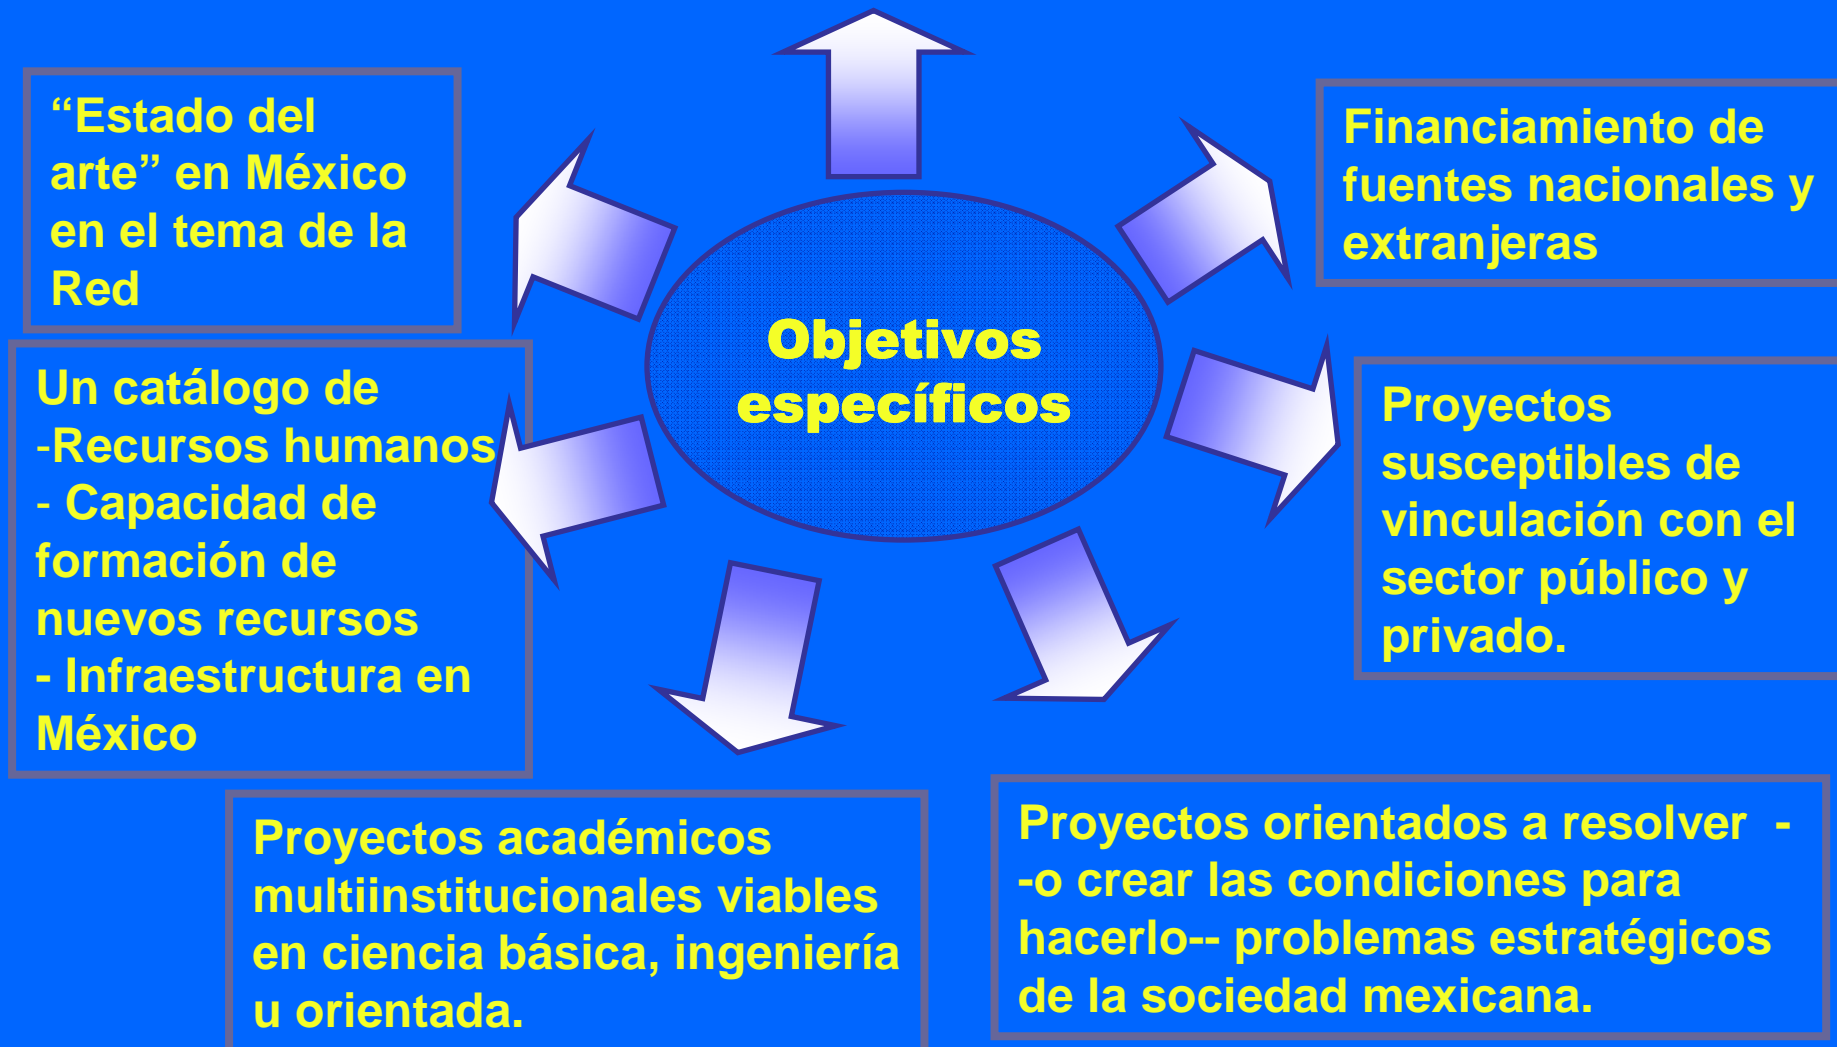 “Estado del
arte” en México
en el tema de la
Red
Un catálogo de
-Recursos humanos
- Capacidad de
formación de
nuevos recursos
- Infraestructura en
México
Objetivos
específicos
Financiamiento de
fuentes nacionales y
extranjeras
Proyectos
susceptibles de
vinculación con el
sector público y
privado.
Proyectos académicos
multiinstitucionales viables
en ciencia básica, ingeniería
u orientada.
Proyectos orientados a resolver -
-o crear las condiciones para
hacerlo-- problemas estratégicos
de la sociedad mexicana.